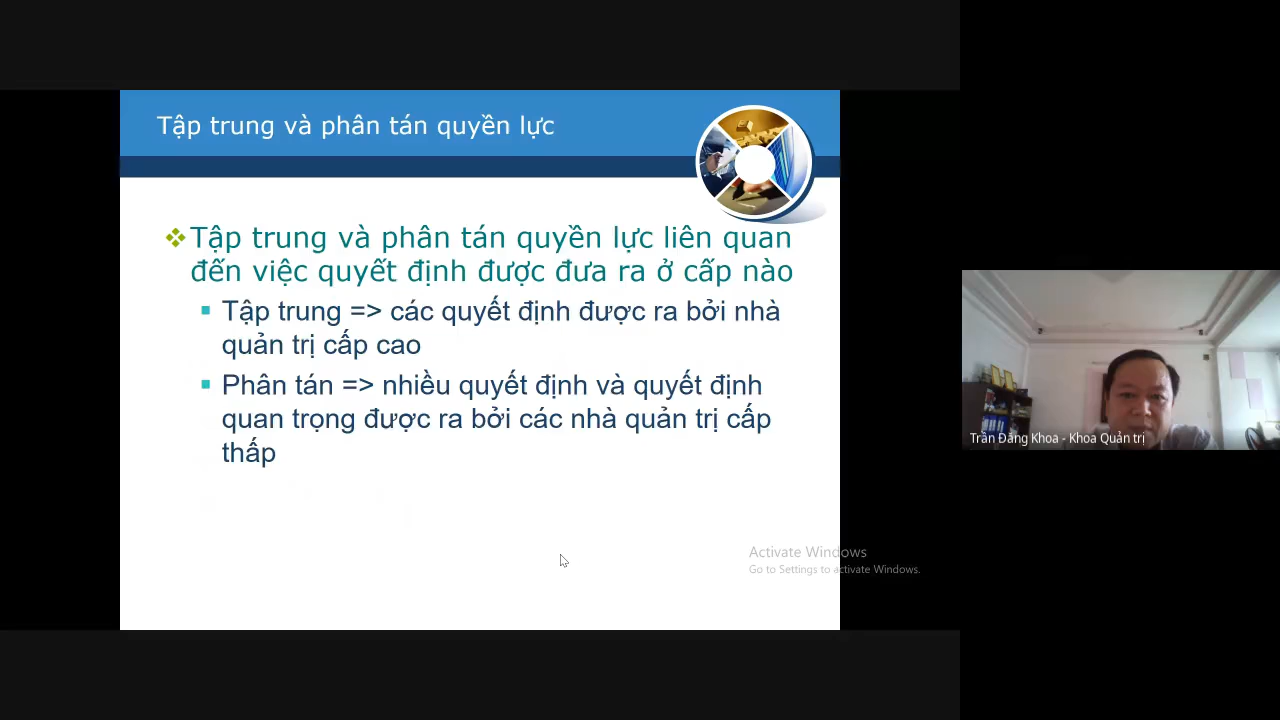 Tập trung và phân tán quyền lực
❖Tập trung và phân tán quyền lực liên quan
đến việc quyết định được đưa ra ở cấp nào
▪ Tập trung => các quyết định được ra bởi nhà
quản trị cấp cao
▪ Phân tán => nhiều quyết định và quyết định
quan trọng được ra bởi các nhà quản trị cấp
thấp
Trần Đăng Khoa - Khoa Quản trị
Activate Windows
Go to Settings to activate Windows.